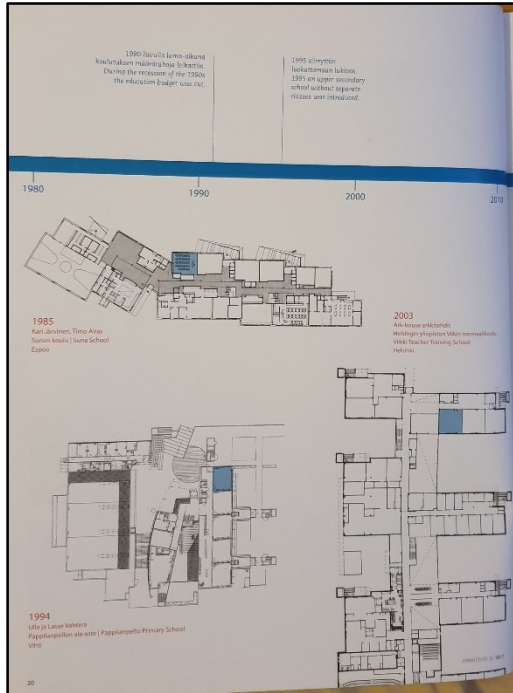 1990-luvulla lama-aikana
koulutuksen määrärahoja leikattiin.
During the recession of the 1990s
the education budget was cut.
1995 siirryttiin
luokattomaan lukioon.
1995 an upper secondary
school without separate
classes was introduced.
1980
1990
2000
2010
1985
Kari Järvinen, Timo Airas
Sunan koulu | Suna School
Espoo
2003
Ark-house arkkitehdit
Helsingin yliopiston Viikin normaalikoulu
Viikki Teacher Training School
Helsinki
1994
Ulla ja Lasse Vahtera
Pappilanpellon ala-aste | Pappilanpelto Primary School
Vihti
20